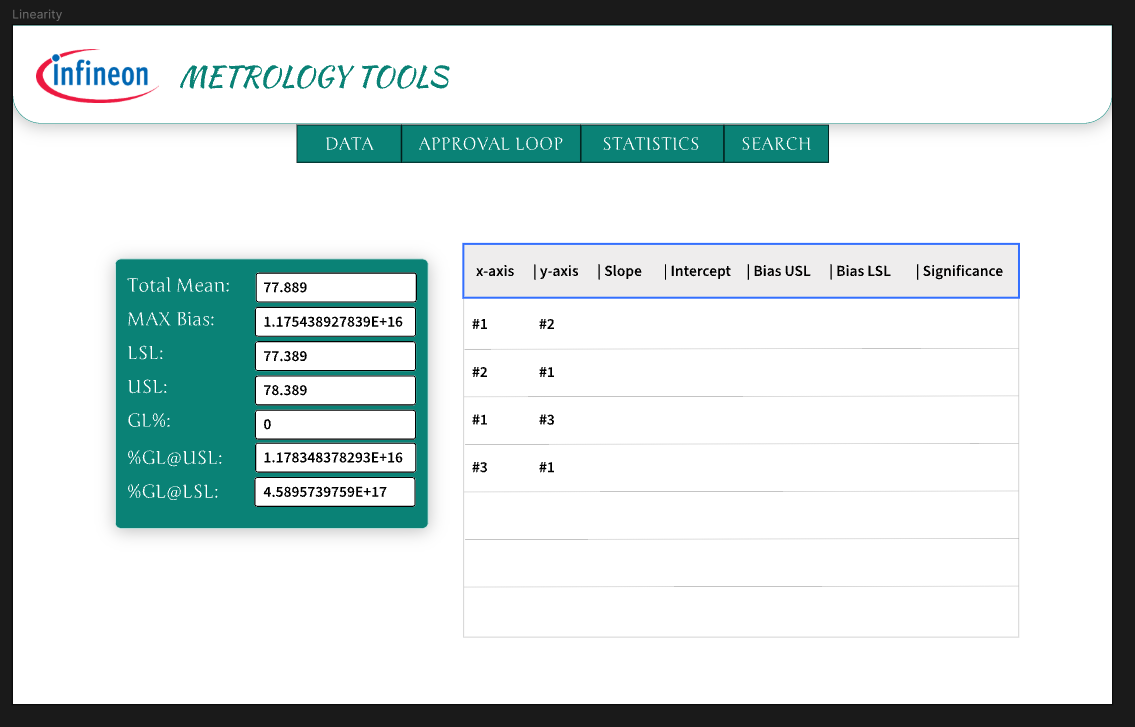 Linearity
infineon METROLOGY TOOLS
DATA APPROVAL LOOP STATISTICS SEARCH
Total Mean: 77.889
MAX Bias: 1.175438927839E+16
LSL: 77.389
USL: 78.389
GL%: 0
%GL@USL: 1.178348378293E+16
%GL@LSL: 4.5895739759E+17
x-axis | y-axis | Slope | Intercept | Bias USL | Bias LSL | Significance
#1 #2
#2 #1
#1 #3
#3 #1